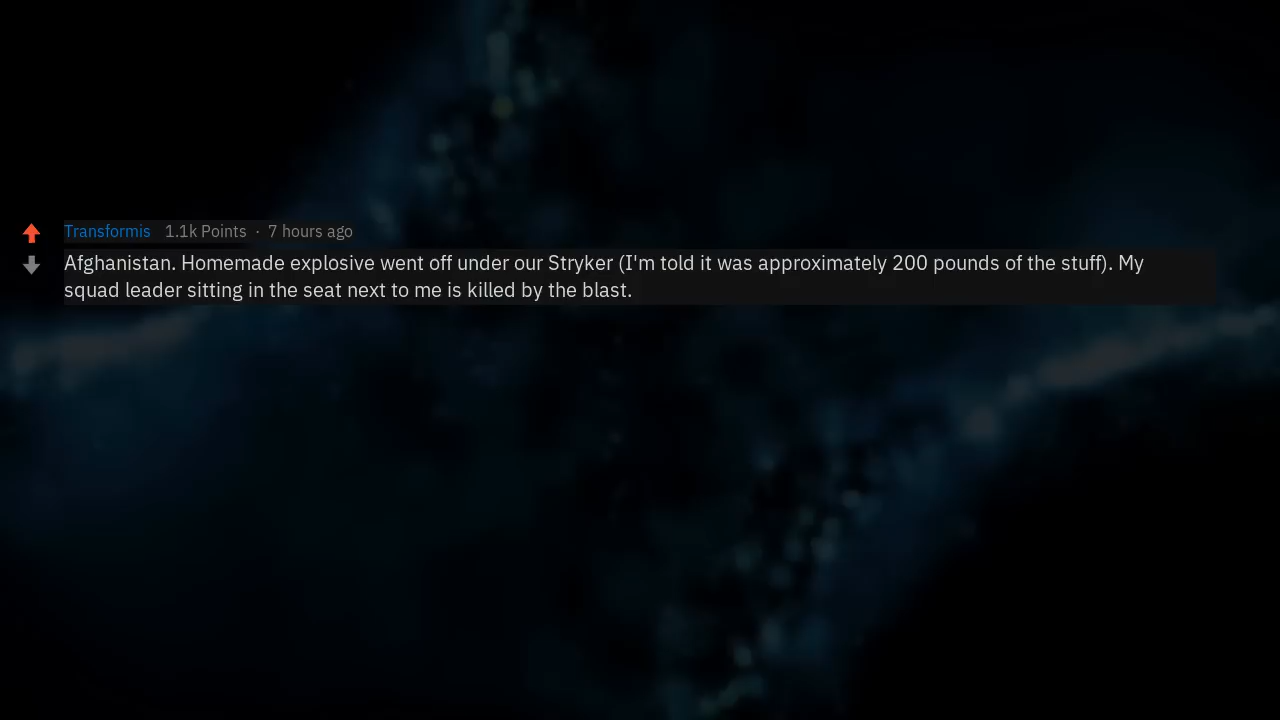 Transformis 1.1k Points · 7 hours ago
Afghanistan. Homemade explosive went off under our Stryker (I'm told it was approximately 200 pounds of the stuff). My
squad leader sitting in the seat next to me is killed by the blast.